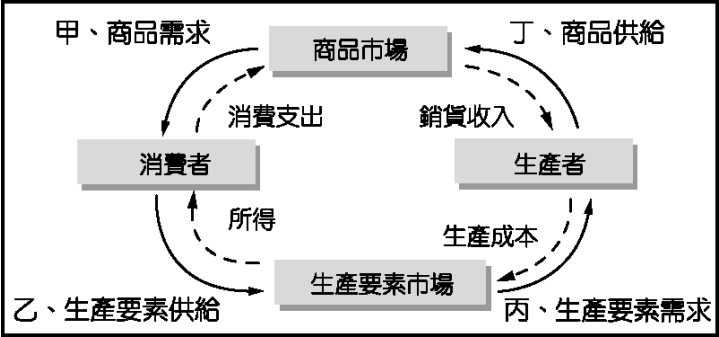 甲、商品需求
商品市場
丁、商品供給
消費支出
銷貨收入
消費者
生產者
所得
生產成本
生產要素市場
乙、生產要素供給
丙、生產要素需求